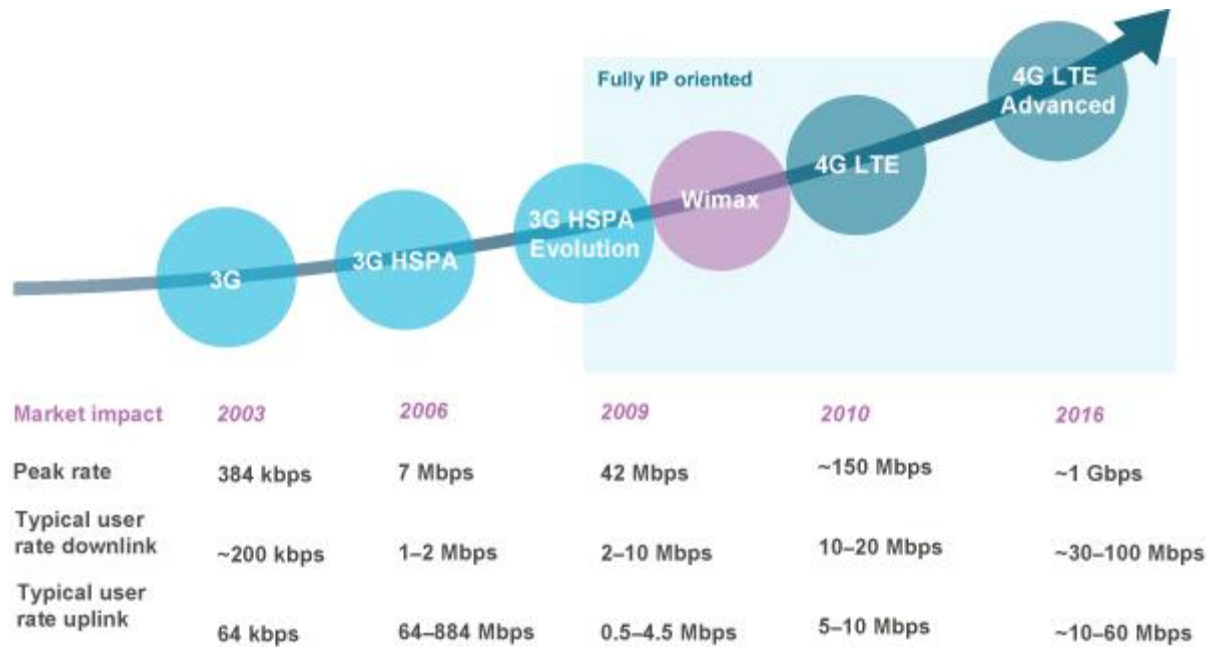 Fully IP oriented
4G LTE
Advanced
4G LTE
Wimax
3G HSPA
Evolution
3G HSPA
3G
Market impact 2003 2006 2009 2010 2016
Peak rate 384 kbps 7 Mbps 42 Mbps ~150 Mbps ~1 Gbps
Typical user
rate downlink ~200 kbps 1–2 Mbps 2–10 Mbps 10–20 Mbps ~30–100 Mbps
Typical user
rate uplink 64 kbps 64–884 Mbps 0.5–4.5 Mbps 5–10 Mbps ~10–60 Mbps